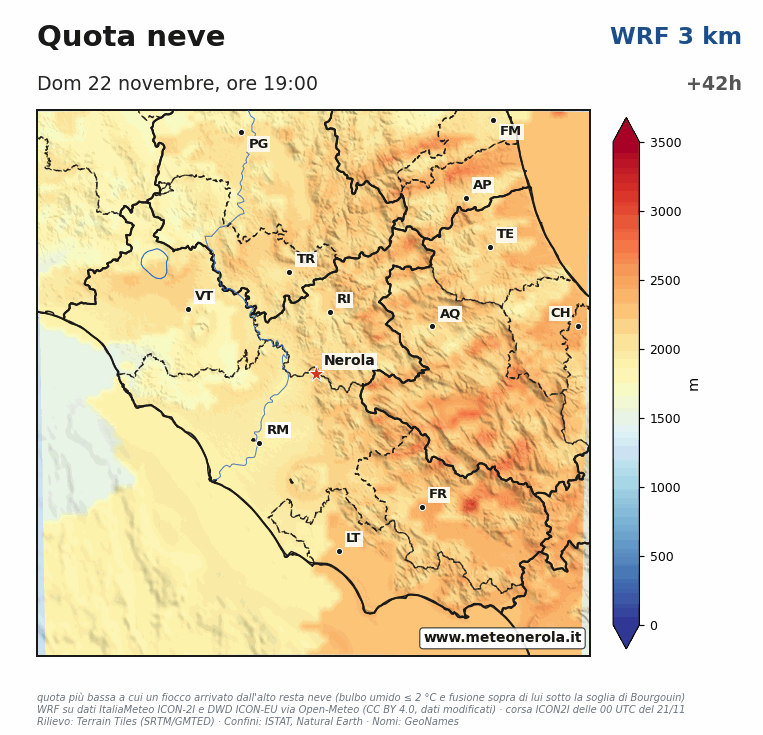 Quota neve
WRF 3 km
Dom 22 novembre, ore 19:00
+42h
PG
FM
AP
TE
TR
VT
RI
AQ
CH
Nerola
RM
FR
LT
www.meteonerola.it
3500
3000
2500
2000
1500
1000
500
0
m
quota più bassa a cui un fiocco arrivato dall'alto resta neve (bulbo umido ≤ 2 °C e fusione sopra di lui sotto la soglia di Bourgouin)
WRF su dati ItaliaMeteo ICON-2I e DWD ICON-EU via Open-Meteo (CC BY 4.0, dati modificati) · corsa ICON2I delle 00 UTC del 21/11
Rilievo: Terrain Tiles (SRTM/GMTED) · Confini: ISTAT, Natural Earth · Nomi: GeoNames